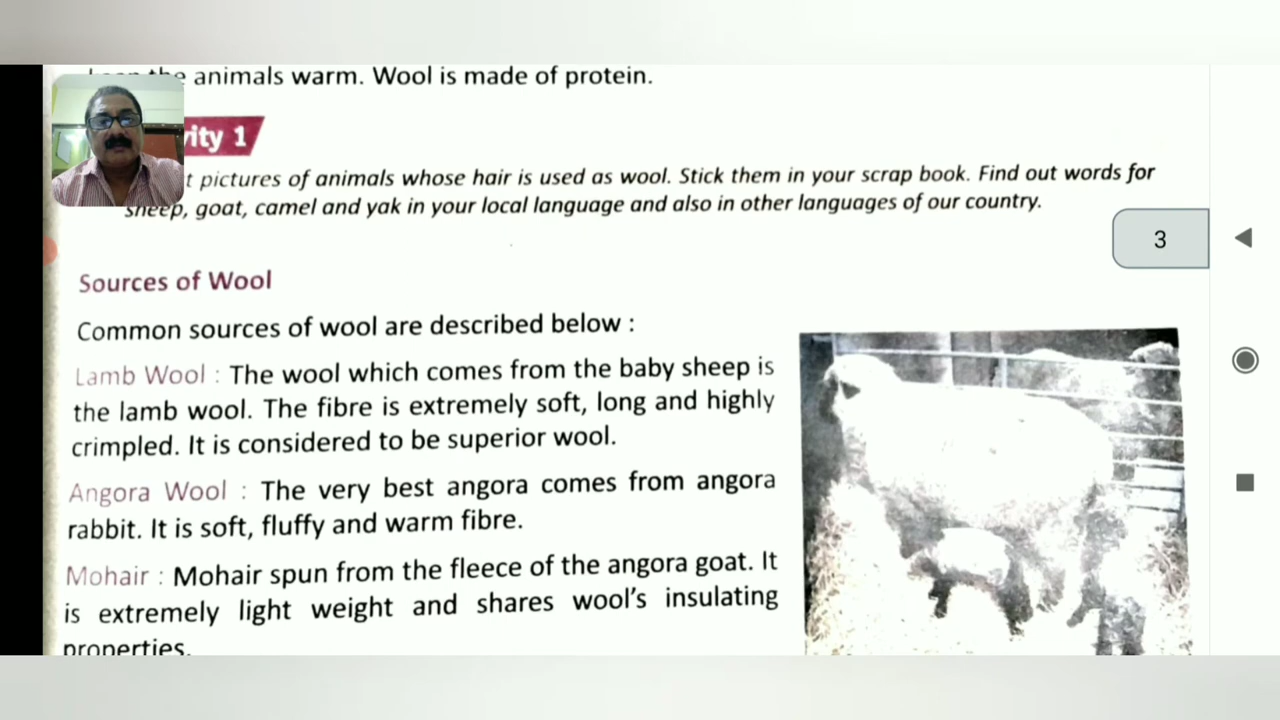 the animals warm. Wool is made of protein.
vity 1
t pictures of animals whose hair is used as wool. Stick them in your scrap book. Find out words for
sheep, goat, camel and yak in your local language and also in other languages of our country.
3
Sources of Wool
Common sources of wool are described below :
Lamb Wool : The wool which comes from the baby sheep is
the lamb wool. The fibre is extremely soft, long and highly
crimpled. It is considered to be superior wool.
Angora Wool : The very best angora comes from angora
rabbit. It is soft, fluffy and warm fibre.
Mohair : Mohair spun from the fleece of the angora goat. It
is extremely light weight and shares wool's insulating
properties.